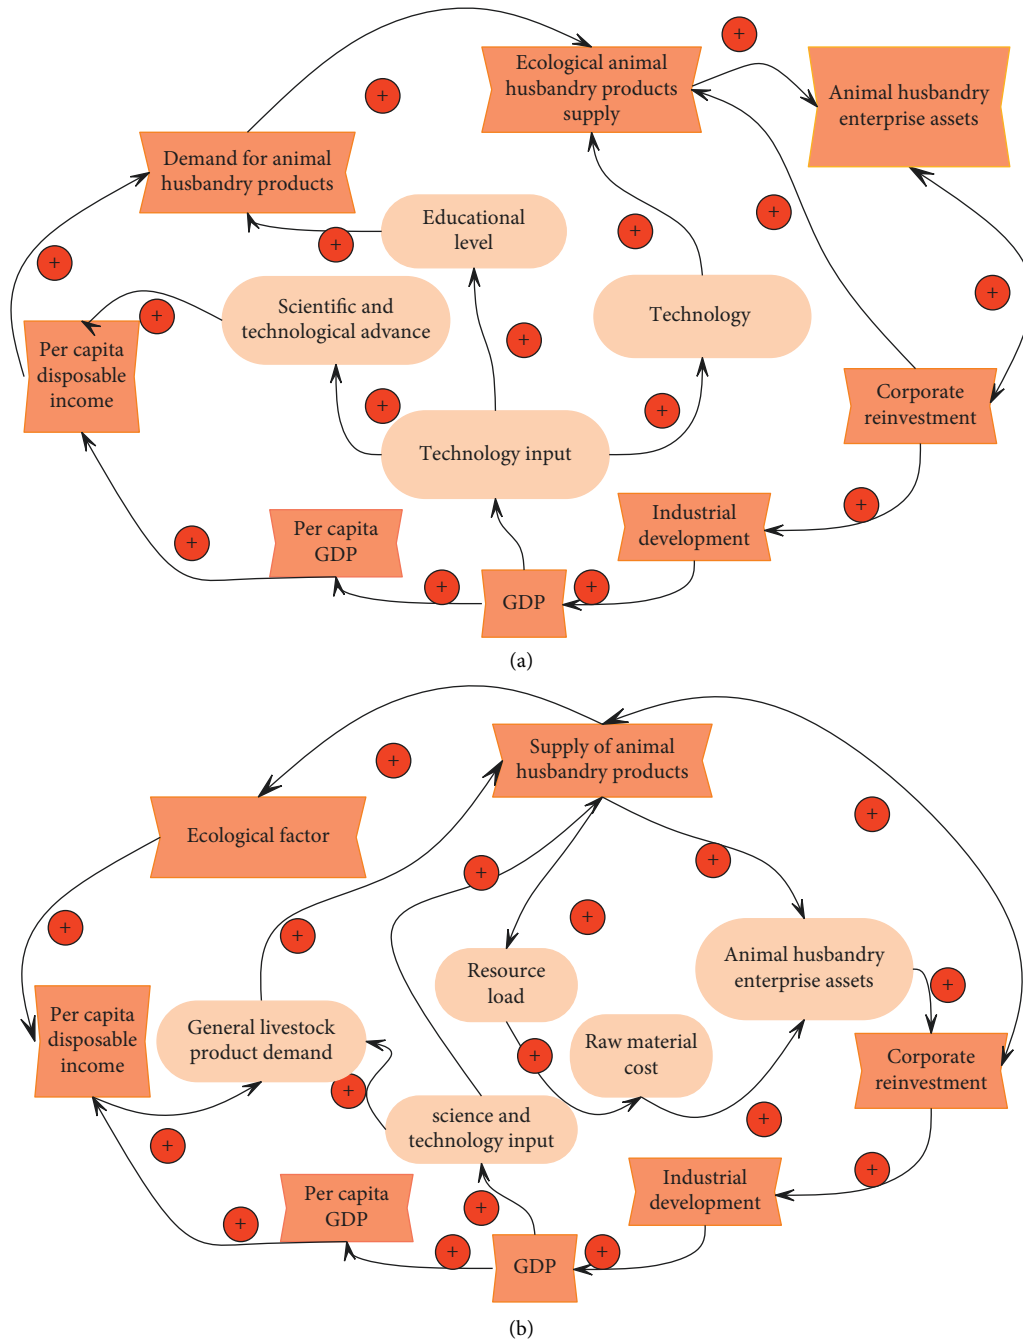 +
Ecological animal
husbandry products
supply
Animal husbandry
enterprise assets
+
Demand for animal
husbandry products
Educational
level
+
+
+
+
Scientific and
technological advance
+
+
Technology
+
Per capita
disposable
income
+
+
+
Technology input
Corporate
reinvestment
Per capita
GDP
Industrial
development
+
+
+
GDP
+
(a)
Supply of animal
husbandry products
+
Ecological factor
+
+
+
+
+
+
Resource
load
Animal husbandry
enterprise assets
+
Per capita
disposable
income
General livestock
product demand
+
Raw material
cost
Corporate
reinvestment
+
science and
technology input
+
+
Per capita
GDP
Industrial
development
+
+
+
+
GDP
+
(b)